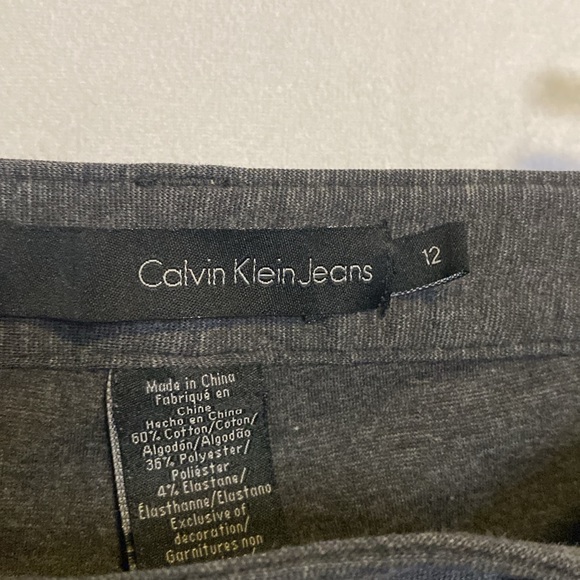 Calvin Klein Jeans
12
Made in China
Fabriqué en
Chine
Hecho en China
60% Cotton/Coton/
Algodón/Algodão
36% Polyester/
Poliéster
4% Elastane/
Elasthanne/Elastano
Exclusive of
decoration/
Garnitures non